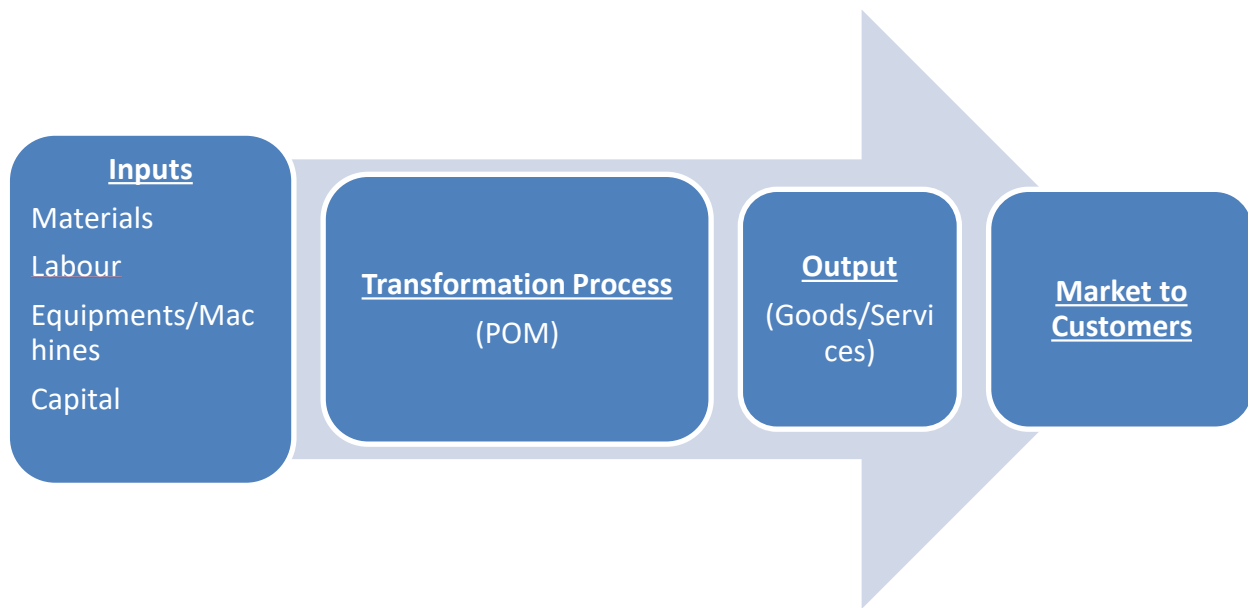 Inputs
Materials
Labour
Equipments/Mac
hines
Capital
Transformation Process
(POM)
Output
(Goods/Servi
ces)
Market to
Customers